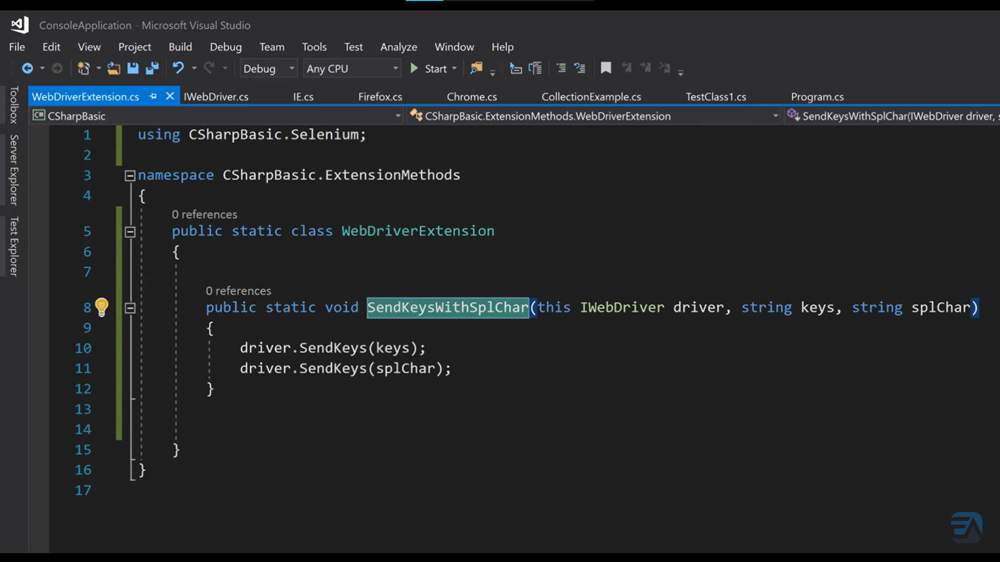 ConsoleApplication - Microsoft Visual Studio
File Edit View Project Build Debug Team Tools Test Analyze Window Help
Debug Any CPU Start
WebDriverExtension.cs IWebDriver.cs IE.cs Firefox.cs Chrome.cs CollectionExample.cs TestClass1.cs Program.cs
C# CSharpBasic CSharpBasic.ExtensionMethods.WebDriverExtension SendKeysWithSplChar(IWebDriver driver, s
Toolbox
Server Explorer
Test Explorer
1 using CSharpBasic.Selenium;
2
3 namespace CSharpBasic.ExtensionMethods
4 {
0 references
5 public static class WebDriverExtension
6 {
7
0 references
8 public static void SendKeysWithSplChar(this IWebDriver driver, string keys, string splChar)
9 {
10 driver.SendKeys(keys);
11 driver.SendKeys(splChar);
12 }
13
14
15 }
16 }
17
EA